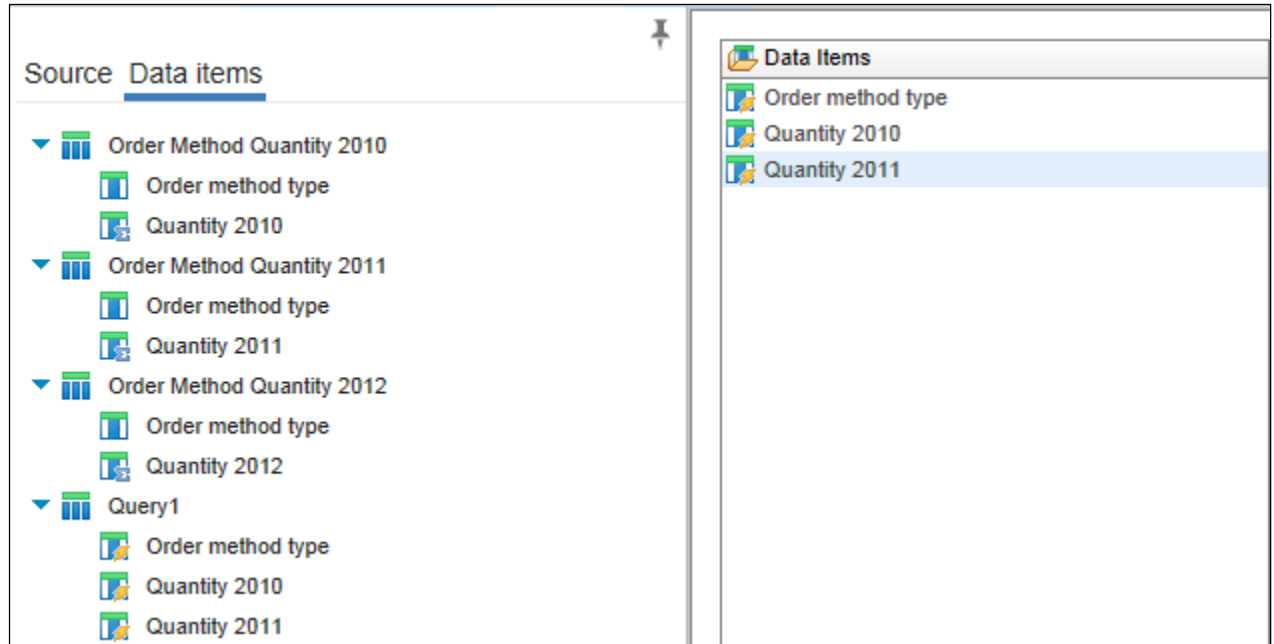 Source Data items
Order Method Quantity 2010
Order method type
Quantity 2010
Order Method Quantity 2011
Order method type
Quantity 2011
Order Method Quantity 2012
Order method type
Quantity 2012
Query1
Order method type
Quantity 2010
Quantity 2011
Data Items
Order method type
Quantity 2010
Quantity 2011